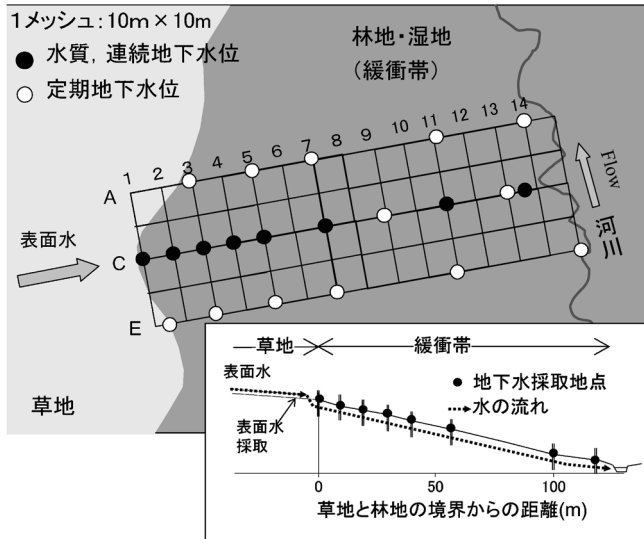 1メッシュ:10m×10m
水質,連続地下水位
定期地下水位
林地・湿地
(緩衝帯)
1 2 3 4 5 6 7 8 9 10 11 12 13 14
A
C
E
表面水
Flow
河川
草地
草地
緩衝帯
表面水
地下水採取地点
水の流れ
表面水
採取
0 50 100
草地と林地の境界からの距離(m)